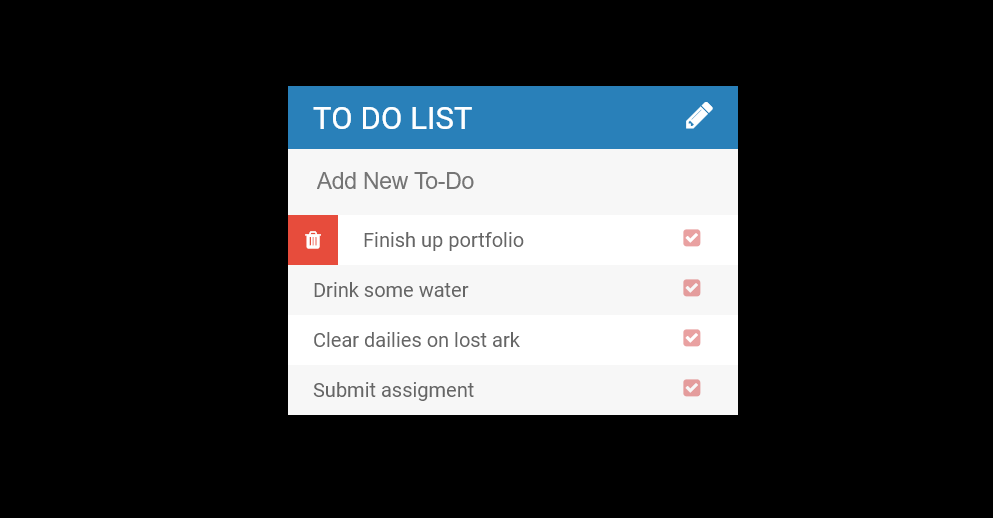 TO DO LIST
Add New To-Do
Finish up portfolio
Drink some water
Clear dailies on lost ark
Submit assigment